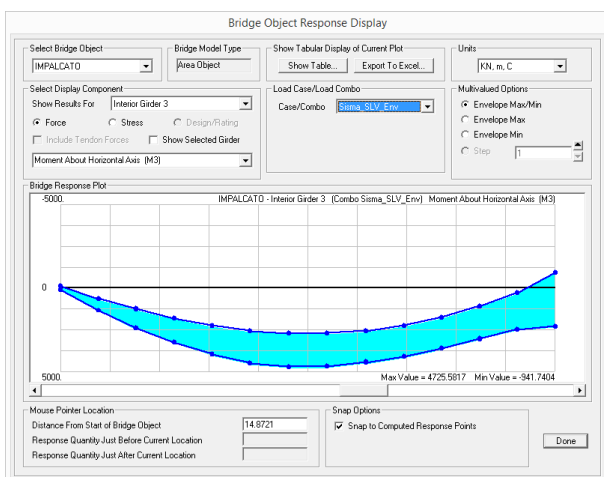 Bridge Object Response Display
Select Bridge Object
IMPALCATO
Bridge Model Type
Area Object
Show Tabular Display of Current Plot
Show Table...
Export To Excel...
Units
KN, m, C
Select Display Component
Show Results For
Interior Girder 3
Force
Stress
Design/Rating
Include Tendon Forces
Show Selected Girder
Moment About Horizontal Axis (M3)
Load Case/Load Combo
Case/Combo
Sisma_SLV_Env
Multivalued Options
Envelope Max/Min
Envelope Max
Envelope Min
Step
1
Bridge Response Plot
-5000.
IMPALCATO - Interior Girder 3 (Combo Sisma_SLV_Env) Moment About Horizontal Axis (M3)
0
5000.
Max Value = 4725.5817 Min Value = -941.7404
Mouse Pointer Location
Distance From Start of Bridge Object
14.8721
Response Quantity Just Before Current Location
Response Quantity Just After Current Location
Snap Options
Snap to Computed Response Points
Done